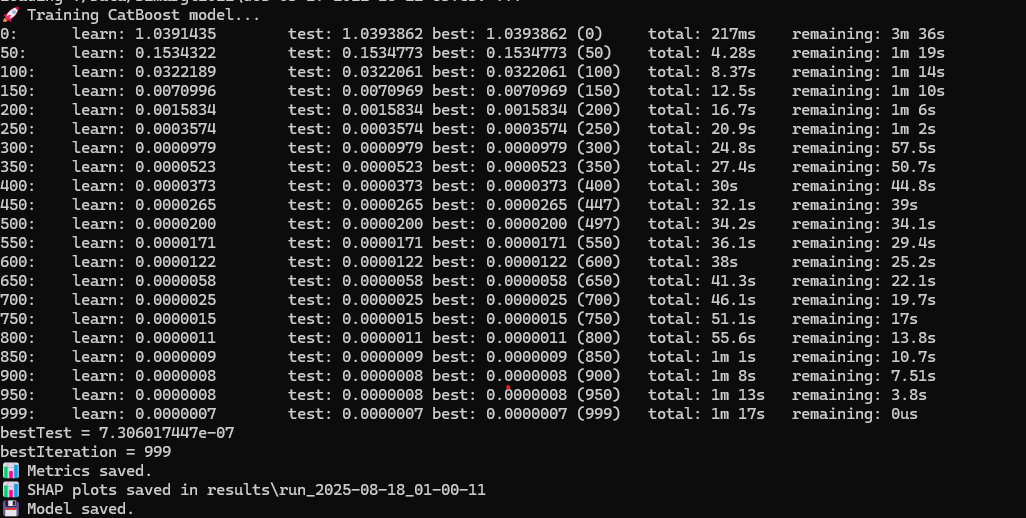 🚀 Training CatBoost model...
0: learn: 1.0391435 test: 1.0393862 best: 1.0393862 (0) total: 217ms remaining: 3m 36s
50: learn: 0.1534322 test: 0.1534773 best: 0.1534773 (50) total: 4.28s remaining: 1m 19s
100: learn: 0.0322189 test: 0.0322061 best: 0.0322061 (100) total: 8.37s remaining: 1m 14s
150: learn: 0.0070996 test: 0.0070969 best: 0.0070969 (150) total: 12.5s remaining: 1m 10s
200: learn: 0.0015834 test: 0.0015834 best: 0.0015834 (200) total: 16.7s remaining: 1m 6s
250: learn: 0.0003574 test: 0.0003574 best: 0.0003574 (250) total: 20.9s remaining: 1m 2s
300: learn: 0.0000979 test: 0.0000979 best: 0.0000979 (300) total: 24.8s remaining: 57.5s
350: learn: 0.0000523 test: 0.0000523 best: 0.0000523 (350) total: 27.4s remaining: 50.7s
400: learn: 0.0000373 test: 0.0000373 best: 0.0000373 (400) total: 30s remaining: 44.8s
450: learn: 0.0000265 test: 0.0000265 best: 0.0000265 (447) total: 32.1s remaining: 39s
500: learn: 0.0000200 test: 0.0000200 best: 0.0000200 (497) total: 34.2s remaining: 34.1s
550: learn: 0.0000171 test: 0.0000171 best: 0.0000171 (550) total: 36.1s remaining: 29.4s
600: learn: 0.0000122 test: 0.0000122 best: 0.0000122 (600) total: 38s remaining: 25.2s
650: learn: 0.0000058 test: 0.0000058 best: 0.0000058 (650) total: 41.3s remaining: 22.1s
700: learn: 0.0000025 test: 0.0000025 best: 0.0000025 (700) total: 46.1s remaining: 19.7s
750: learn: 0.0000015 test: 0.0000015 best: 0.0000015 (750) total: 51.1s remaining: 17s
800: learn: 0.0000011 test: 0.0000011 best: 0.0000011 (800) total: 55.6s remaining: 13.8s
850: learn: 0.0000009 test: 0.0000009 best: 0.0000009 (850) total: 1m 1s remaining: 10.7s
900: learn: 0.0000008 test: 0.0000008 best: 0.0000008 (900) total: 1m 8s remaining: 7.51s
950: learn: 0.0000008 test: 0.0000008 best: 0.0000008 (950) total: 1m 13s remaining: 3.8s
999: learn: 0.0000007 test: 0.0000007 best: 0.0000007 (999) total: 1m 17s remaining: 0us
bestTest = 7.306017447e-07
bestIteration = 999
📊 Metrics saved.
📊 SHAP plots saved in results\run_2025-08-18_01-00-11
💾 Model saved.